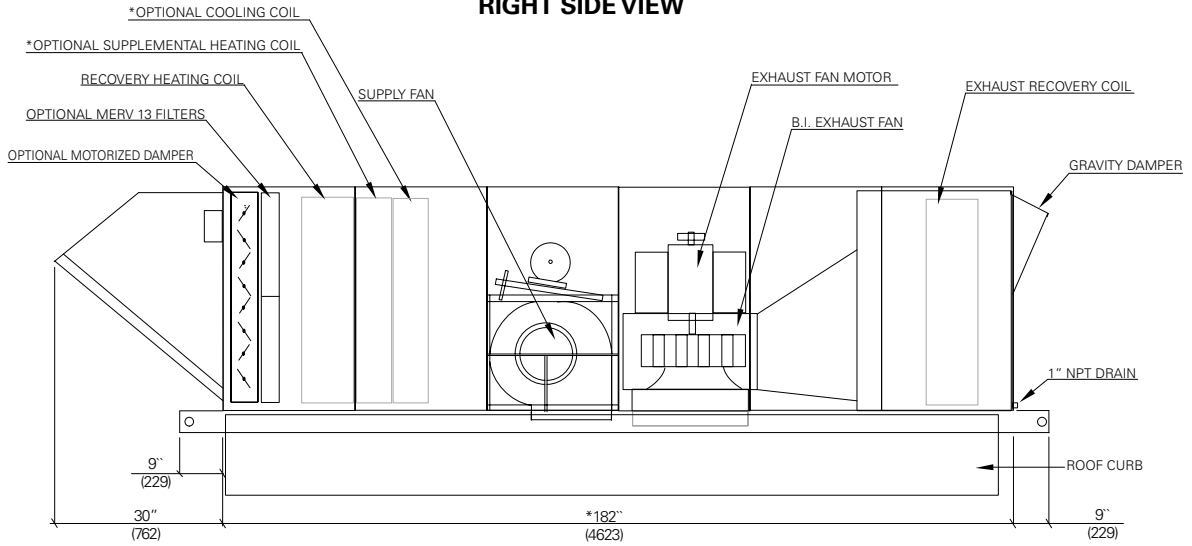 RIGHT SIDE VIEW
*OPTIONAL COOLING COIL
*OPTIONAL SUPPLEMENTAL HEATING COIL
RECOVERY HEATING COIL
OPTIONAL MERV 13 FILTERS
OPTIONAL MOTORIZED DAMPER
SUPPLY FAN
EXHAUST FAN MOTOR
B.I. EXHAUST FAN
EXHAUST RECOVERY COIL
GRAVITY DAMPER
1" NPT DRAIN
ROOF CURB
9``
(229)
30"
(762)
*182``
(4623)
9``
(229)